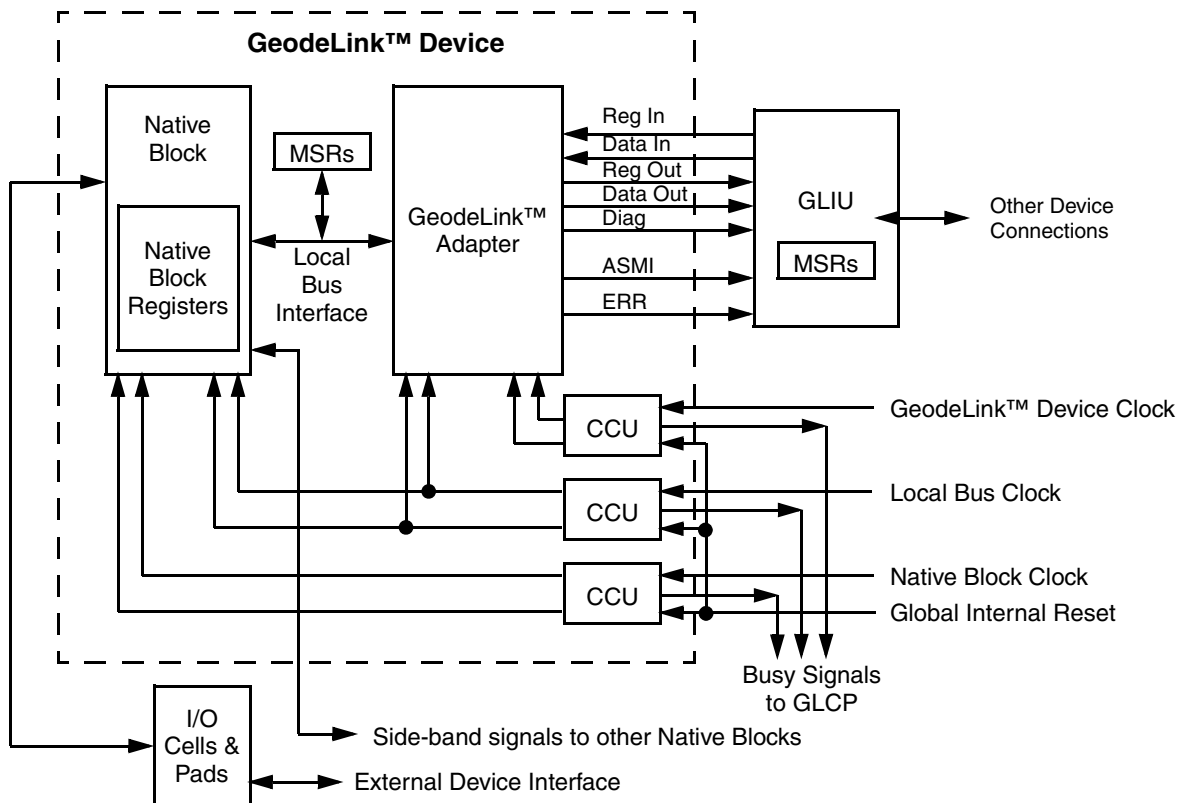 GeodeLink™ Device
Native
Block
Native
Block
Registers
MSRs
Local
Bus
Interface
GeodeLink™
Adapter
Reg In
Data In
Reg Out
Data Out
Diag
ASMI
ERR
GLIU
MSRs
Other Device
Connections
CCU
GeodeLink™ Device Clock
CCU
Local Bus Clock
CCU
Native Block Clock
Global Internal Reset
Busy Signals
to GLCP
I/O
Cells &
Pads
Side-band signals to other Native Blocks
External Device Interface